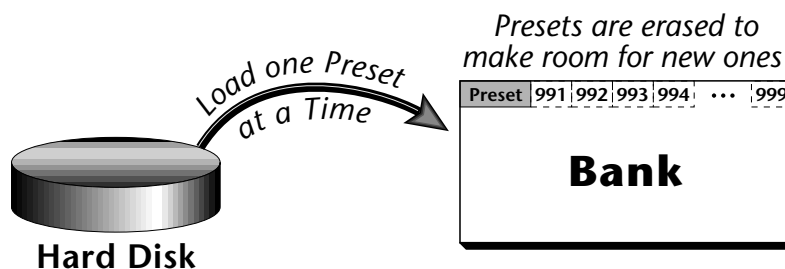 Presets are erased to
make room for new ones
Load one Preset
at a Time
Preset 991 992 993 994 ... 999
Bank
Hard Disk